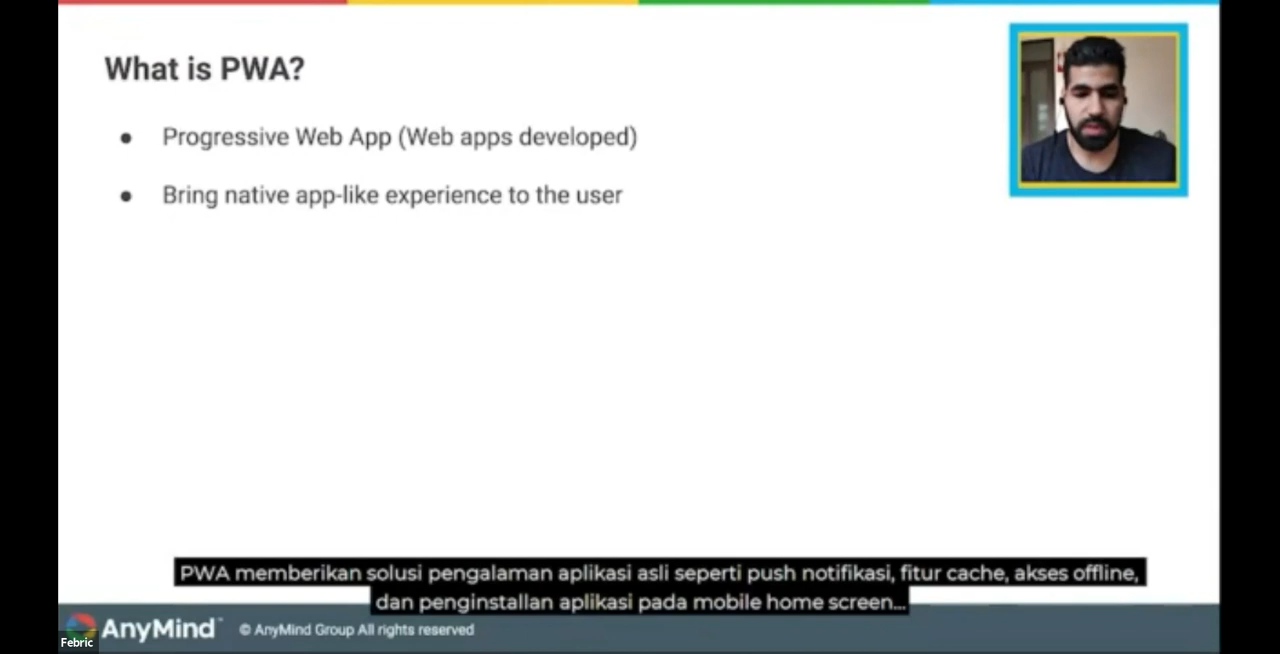 What is PWA?
● Progressive Web App (Web apps developed)
● Bring native app-like experience to the user
PWA memberikan solusi pengalaman aplikasi asli seperti push notifikasi, fitur cache, akses offline,
dan penginstallan aplikasi pada mobile home screen...
AnyMind © AnyMind Group All rights reserved
Febric